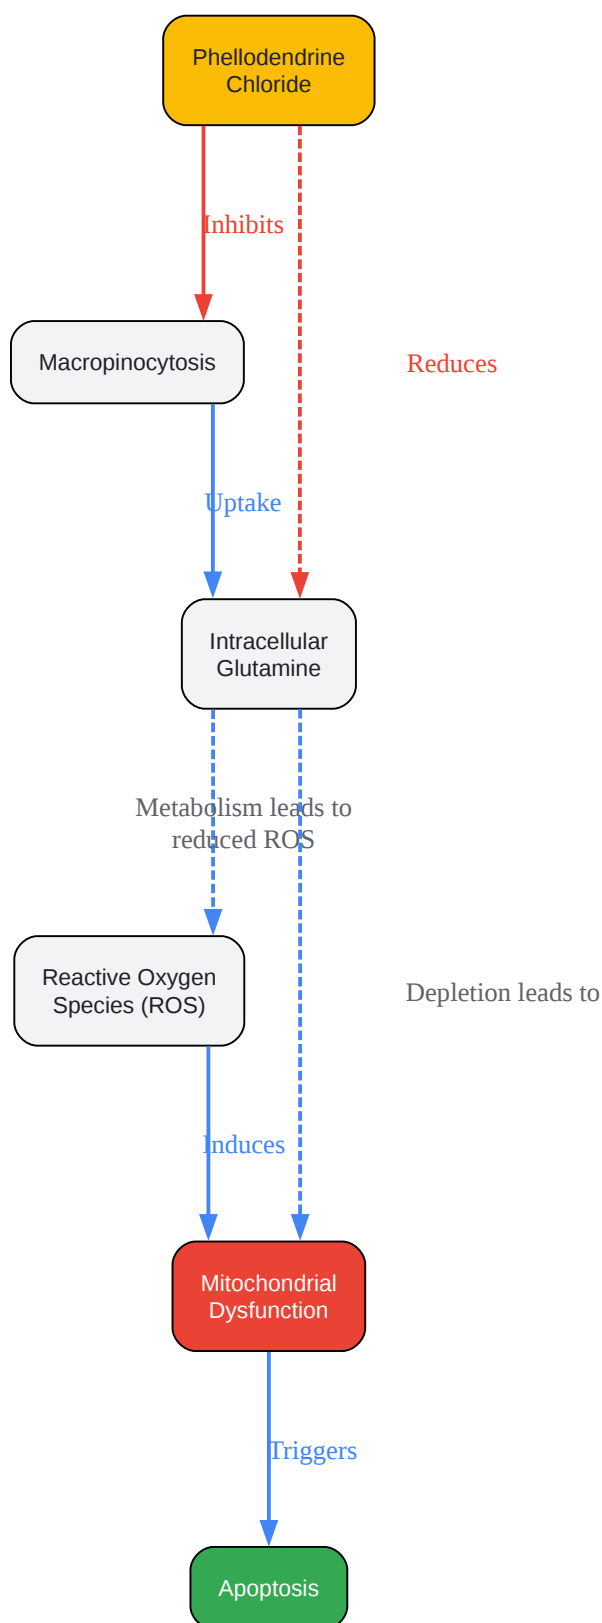 Phellodendrine
Chloride
Inhibits
Macropinocytosis
Reduces
Uptake
Intracellular
Glutamine
Metabolism leads to
reduced ROS
Reactive Oxygen
Species (ROS)
Depletion leads to
Induces
Mitochondrial
Dysfunction
Triggers
Apoptosis